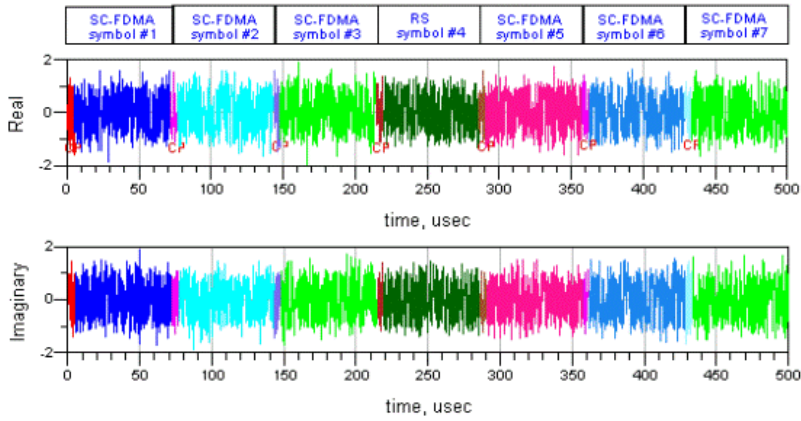 SC-FDMA SC-FDMA SC-FDMA RS SC-FDMA SC-FDMA SC-FDMA
symbol #1 symbol #2 symbol #3 symbol #4 symbol #5 symbol #6 symbol #7
2
0
-2
Real
CP CP CP CP CP CP CP
0 50 100 150 200 250 300 350 400 450 500
time, usec
2
0
-2
Imaginary
0 50 100 150 200 250 300 350 400 450 500
time, usec